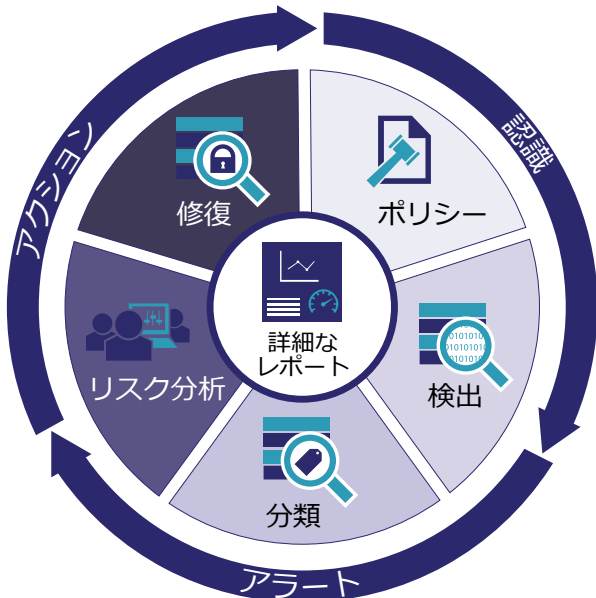 認識
アクション
修復
ポリシー
詳細な
レポート
リスク分析
検出
分類
アラート